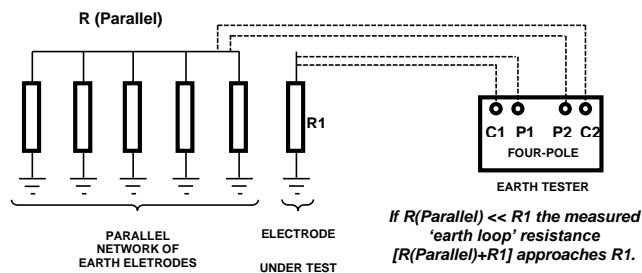 R (Parallel)
R1
C1 P1 P2 C2
FOUR-POLE
EARTH TESTER
PARALLEL
NETWORK OF
EARTH ELETRODES
ELECTRODE
UNDER TEST
If R(Parallel) << R1 the measured
‘earth loop’ resistance
[R(Parallel)+R1] approaches R1.